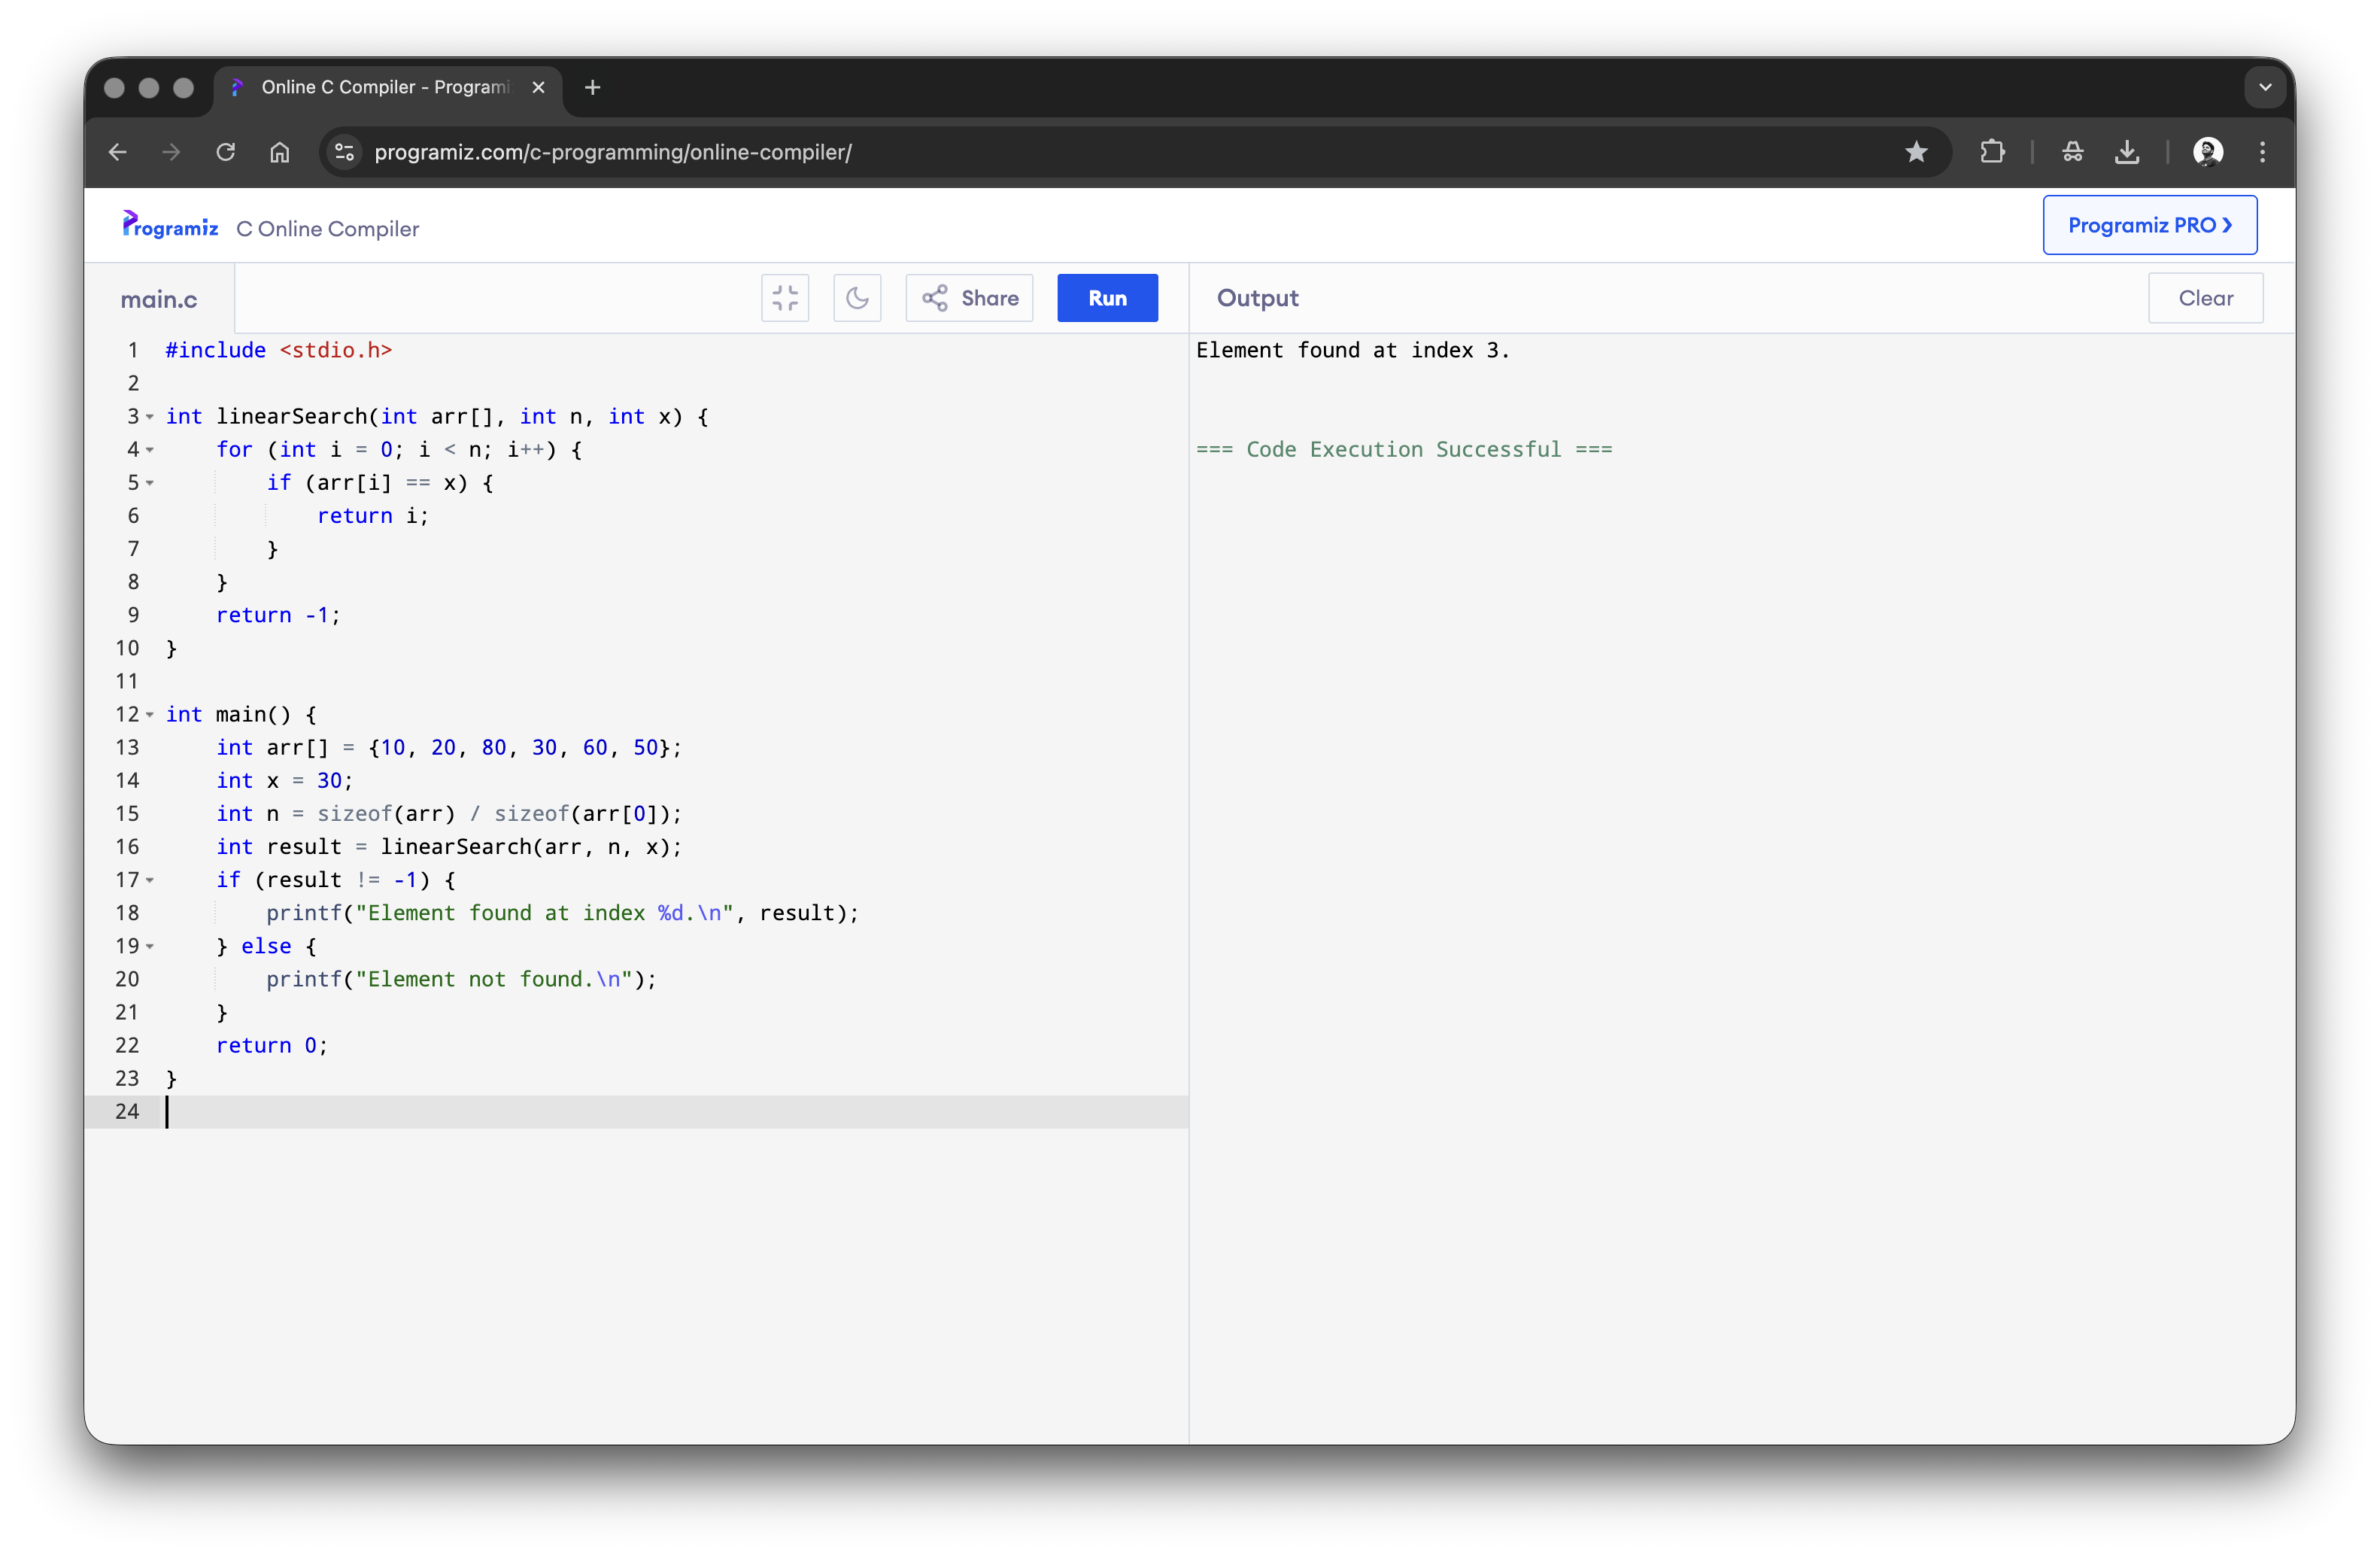 Online C Compiler - Programi
programiz.com/c-programming/online-compiler/
Programiz C Online Compiler
Programiz PRO
main.c
Share
Run
Output
Clear
1 #include <stdio.h>
2
3 int linearSearch(int arr[], int n, int x) {
4     for (int i = 0; i < n; i++) {
5         if (arr[i] == x) {
6             return i;
7         }
8     }
9     return -1;
10 }
11
12 int main() {
13     int arr[] = {10, 20, 80, 30, 60, 50};
14     int x = 30;
15     int n = sizeof(arr) / sizeof(arr[0]);
16     int result = linearSearch(arr, n, x);
17     if (result != -1) {
18         printf("Element found at index %d.\n", result);
19     } else {
20         printf("Element not found.\n");
21     }
22     return 0;
23 }
24
Element found at index 3.
=== Code Execution Successful ===